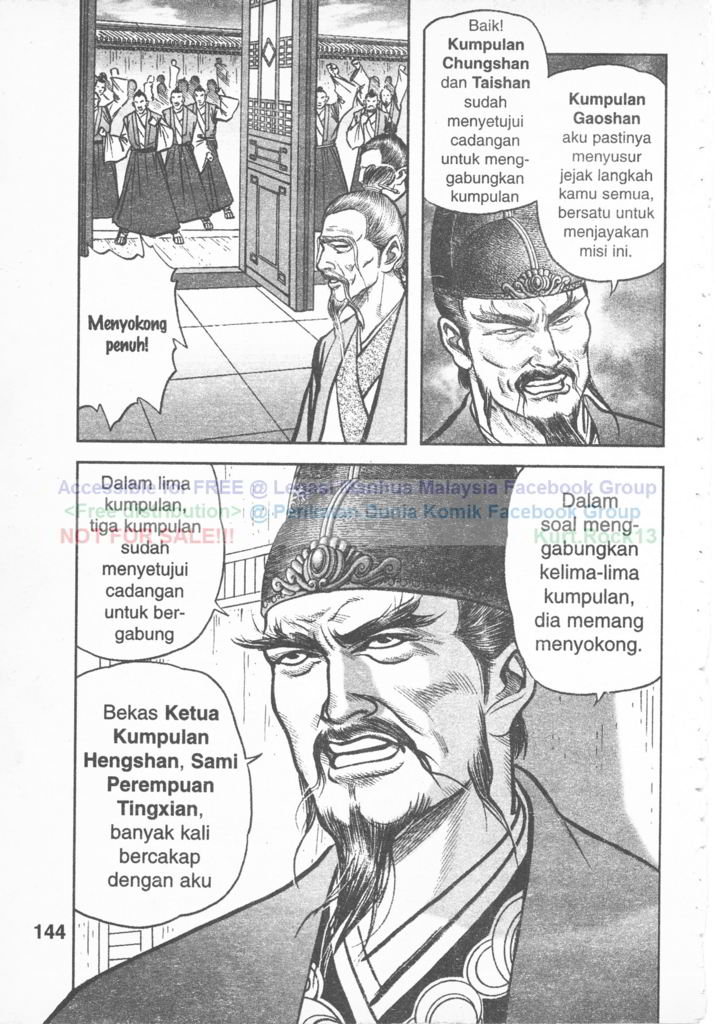 Menyokong
penuh!
Baik!
Kumpulan
Chungshan
dan Taishan
sudah
menyetujui
cadangan
untuk meng-
gabungkan
kumpulan
Kumpulan
Gaoshan
aku pastinya
menyusur
jejak langkah
kamu semua,
bersatu untuk
menjayakan
misi ini.
Dalam lima
kumpulan,
tiga kumpulan
sudah
menyetujui
cadangan
untuk ber-
gabung
Dalam
soal meng-
gabungkan
kelima-lima
kumpulan,
dia memang
menyokong.
Bekas Ketua
Kumpulan
Hengshan, Sami
Perempuan
Tingxian,
banyak kali
bercakap
dengan aku
Accessible for FREE @ Legasi Manhua Malaysia Facebook Group
<Free distribution> @ Penikatan Dunia Komik Facebook Group
NOT FOR SALE!!! Kurt.Rock13
144